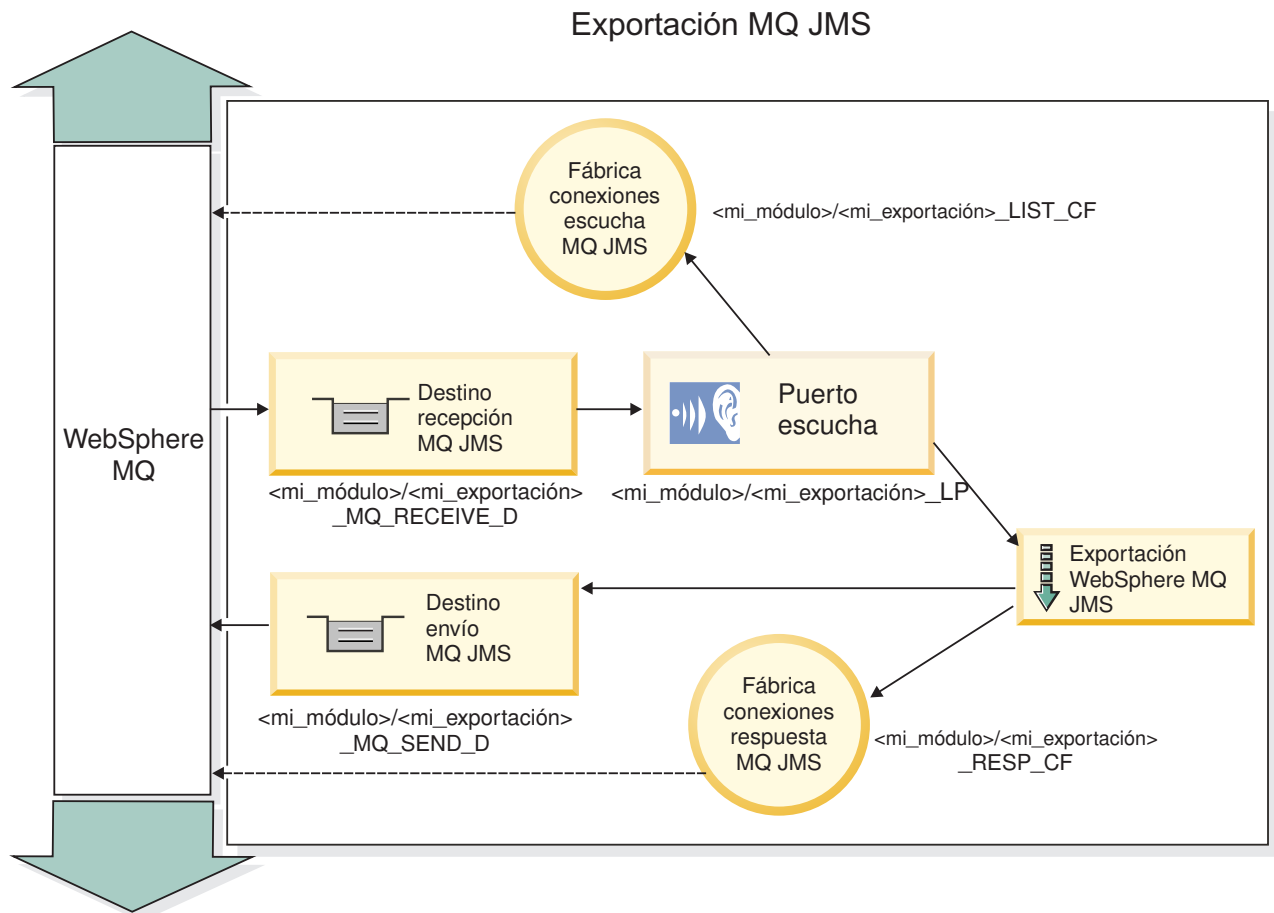 Exportación MQ JMS
Fábrica
conexiones
escucha
MQ JMS
<mi_módulo>/<mi_exportación>_LIST_CF
WebSphere
MQ
Destino
recepción
MQ JMS
<mi_módulo>/<mi_exportación>
_MQ_RECEIVE_D
Puerto
escucha
<mi_módulo>/<mi_exportación>_LP
Exportación
WebSphere MQ
JMS
Destino
envío
MQ JMS
<mi_módulo>/<mi_exportación>
_MQ_SEND_D
Fábrica
conexiones
respuesta
MQ JMS
<mi_módulo>/<mi_exportación>
_RESP_CF